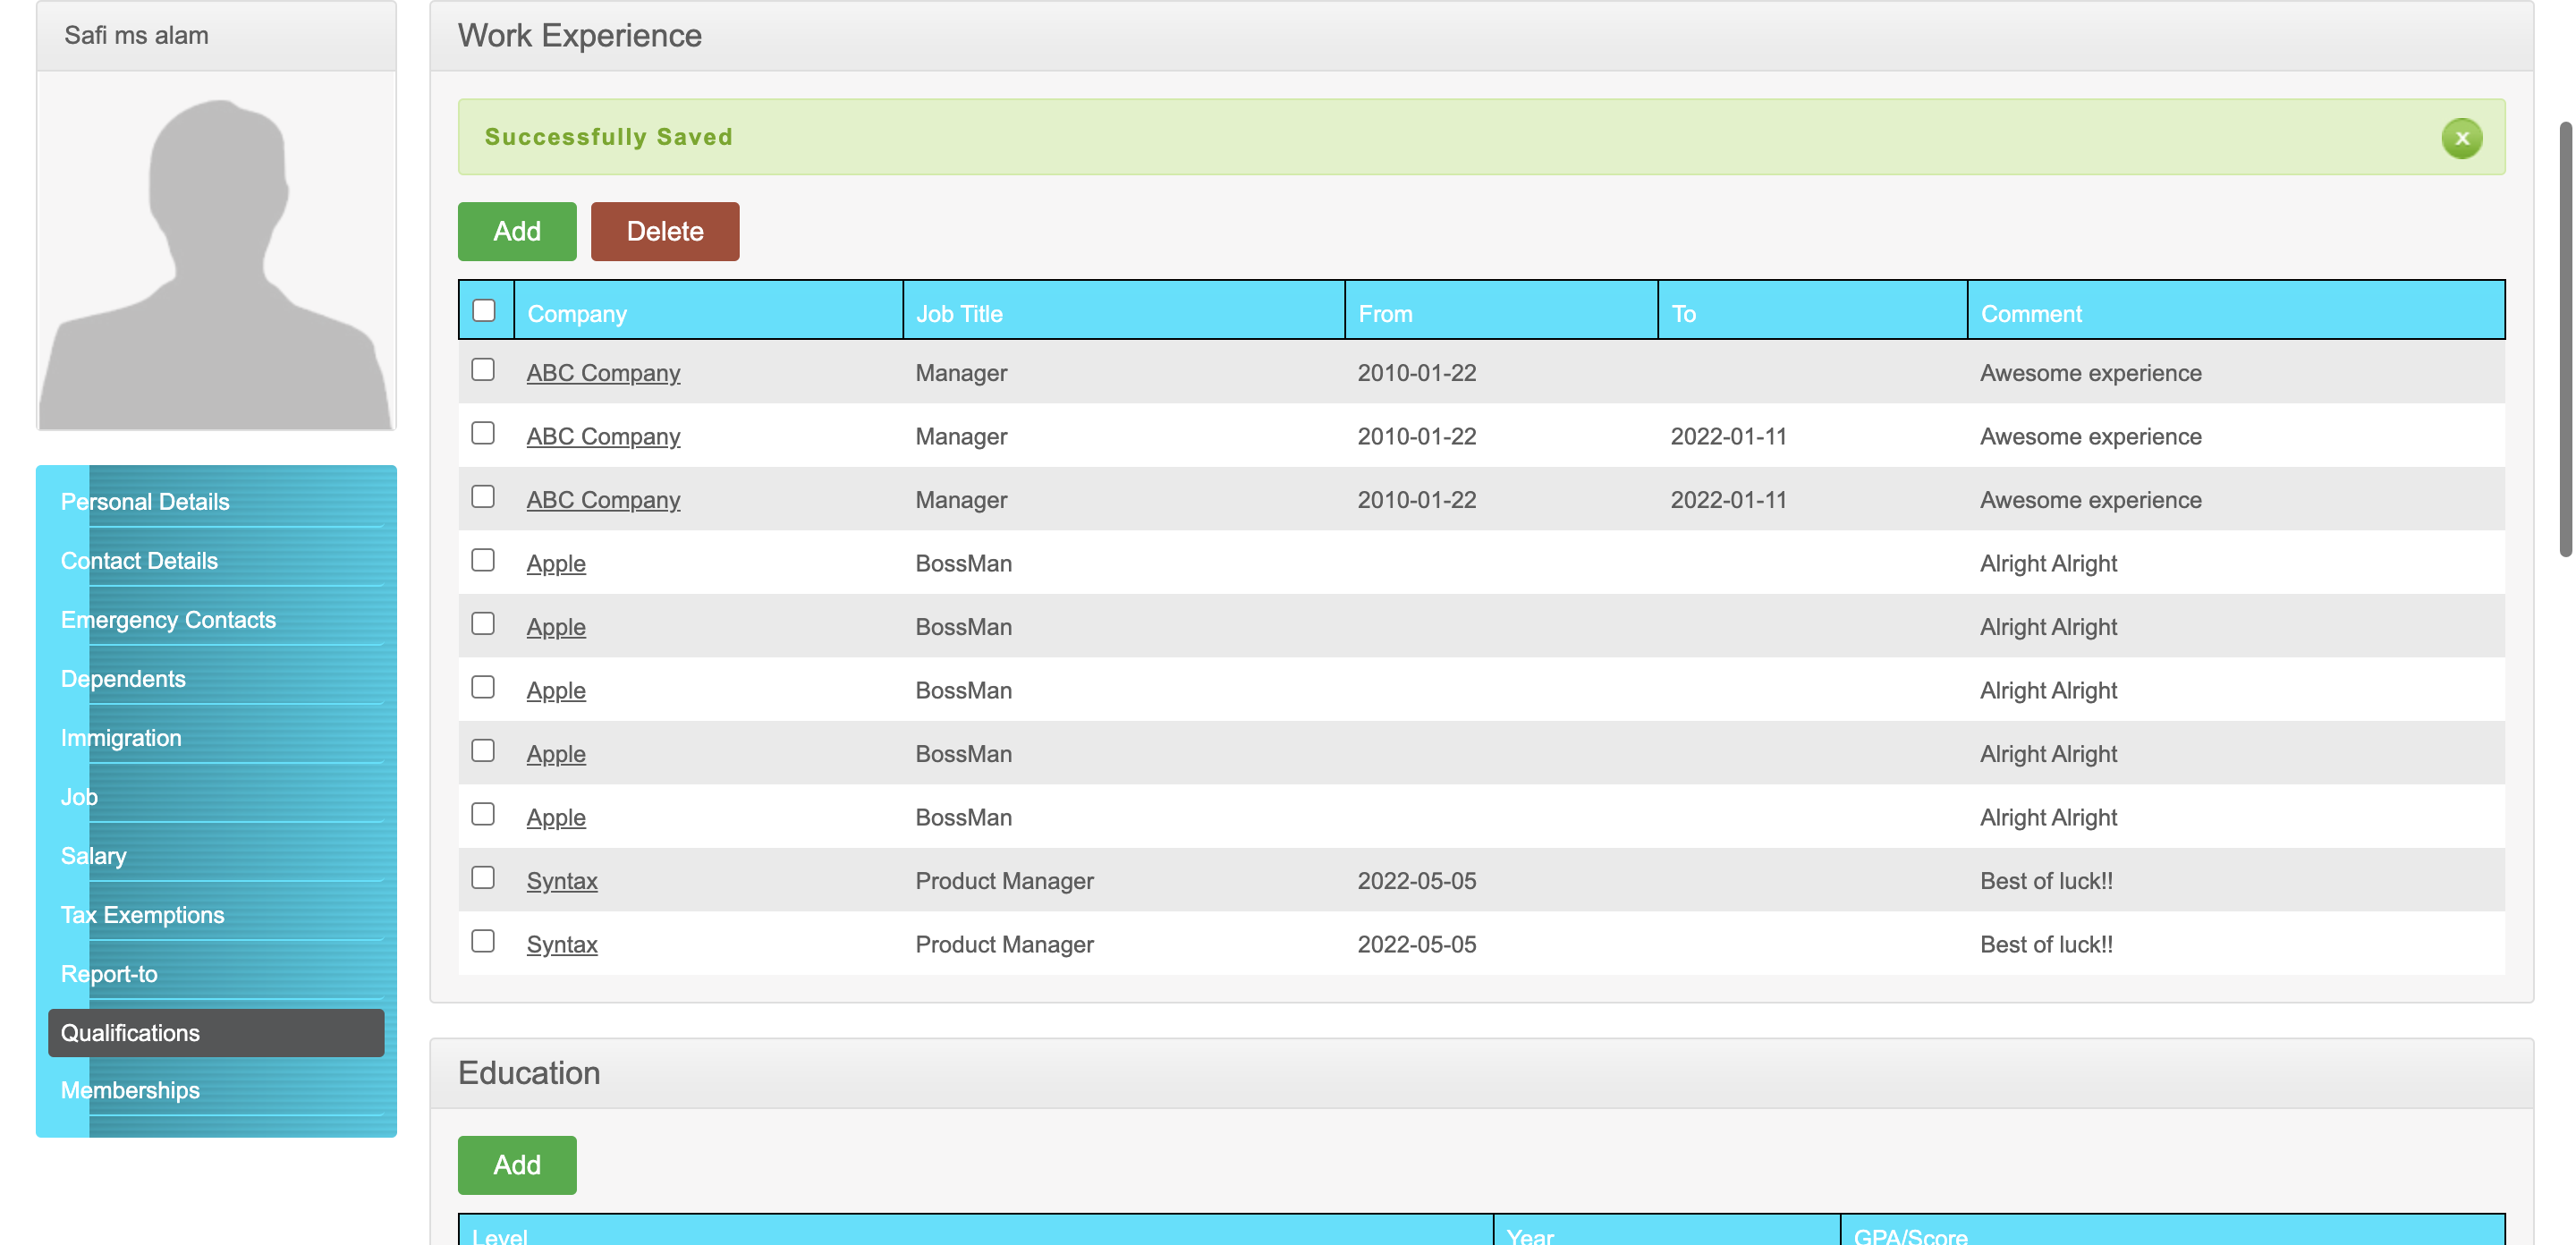 Safi ms alam
Personal Details
Contact Details
Emergency Contacts
Dependents
Immigration
Job
Salary
Tax Exemptions
Report-to
Qualifications
Memberships
Work Experience
Successfully Saved
x
Add Delete
Company Job Title From To Comment
ABC Company Manager 2010-01-22 Awesome experience
ABC Company Manager 2010-01-22 2022-01-11 Awesome experience
ABC Company Manager 2010-01-22 2022-01-11 Awesome experience
Apple BossMan Alright Alright
Apple BossMan Alright Alright
Apple BossMan Alright Alright
Apple BossMan Alright Alright
Apple BossMan Alright Alright
Syntax Product Manager 2022-05-05 Best of luck!!
Syntax Product Manager 2022-05-05 Best of luck!!
Education
Add
Level Year GPA/Score